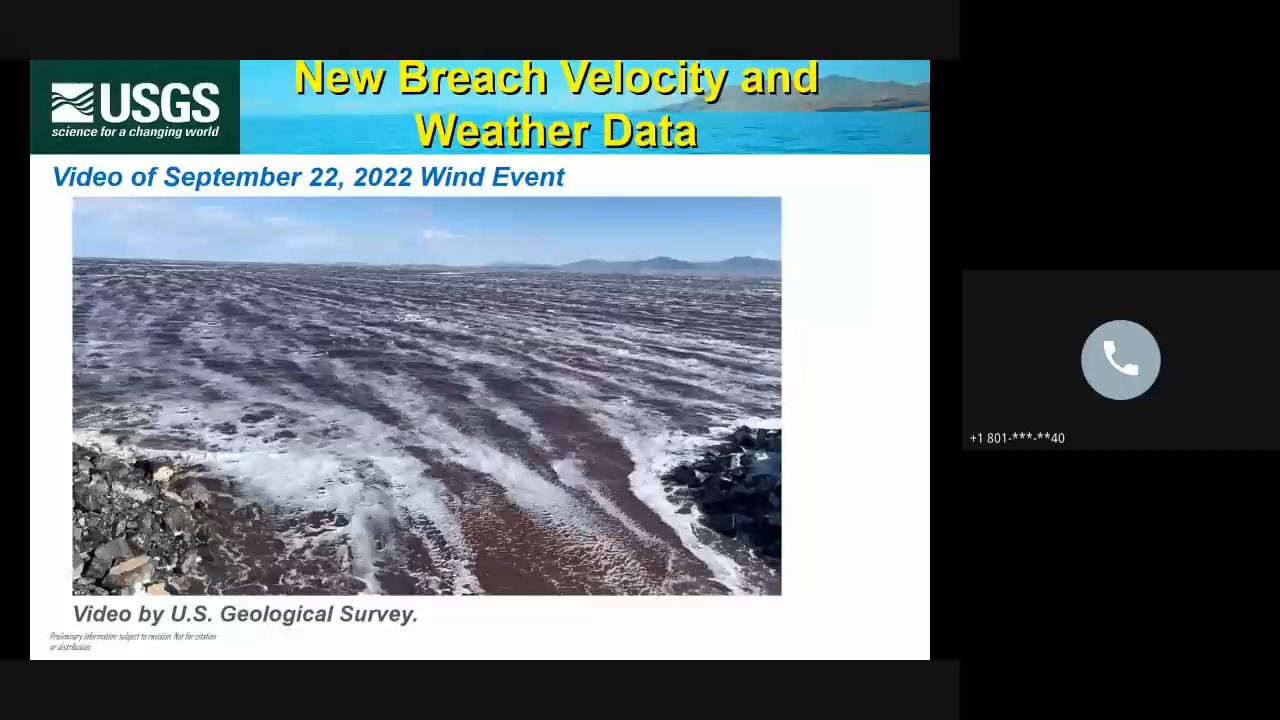 USGS
science for a changing world
New Breach Velocity and
Weather Data
Video of September 22, 2022 Wind Event
Video by U.S. Geological Survey.
Preliminary information-subject to revision. Not for citation
or distribution.
+1 801-***-**40